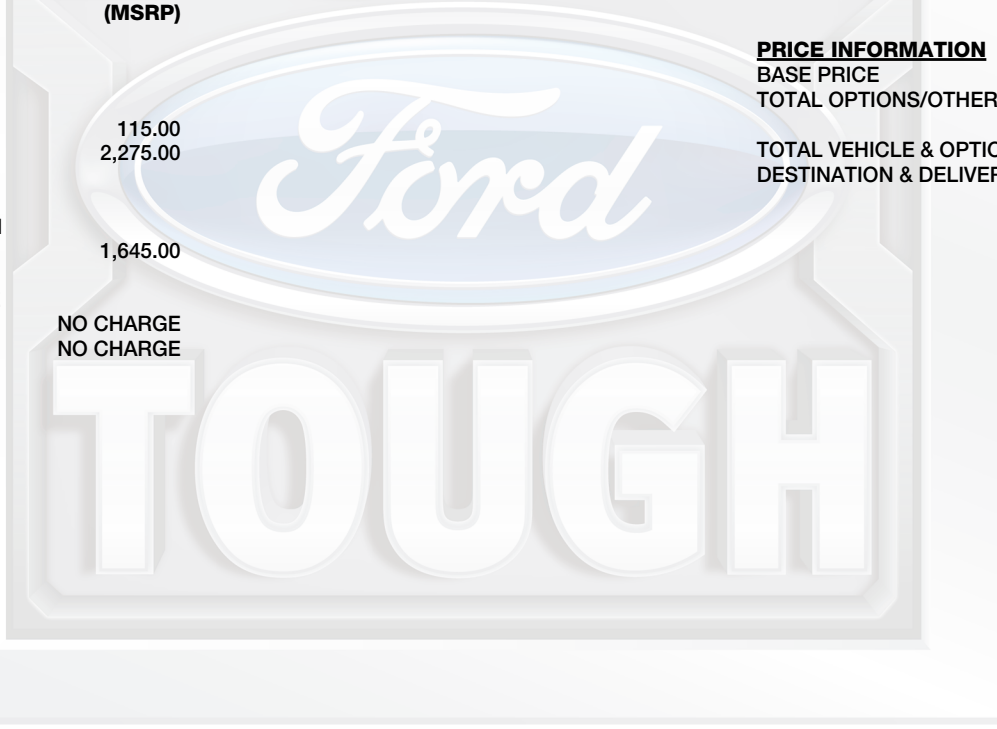 (MSRP)
115.00
2,275.00
1,645.00
NO CHARGE
NO CHARGE
PRICE INFORMATION
BASE PRICE
TOTAL OPTIONS/OTHER
TOTAL VEHICLE & OPTIO
DESTINATION & DELIVER
Ford
TOUGH